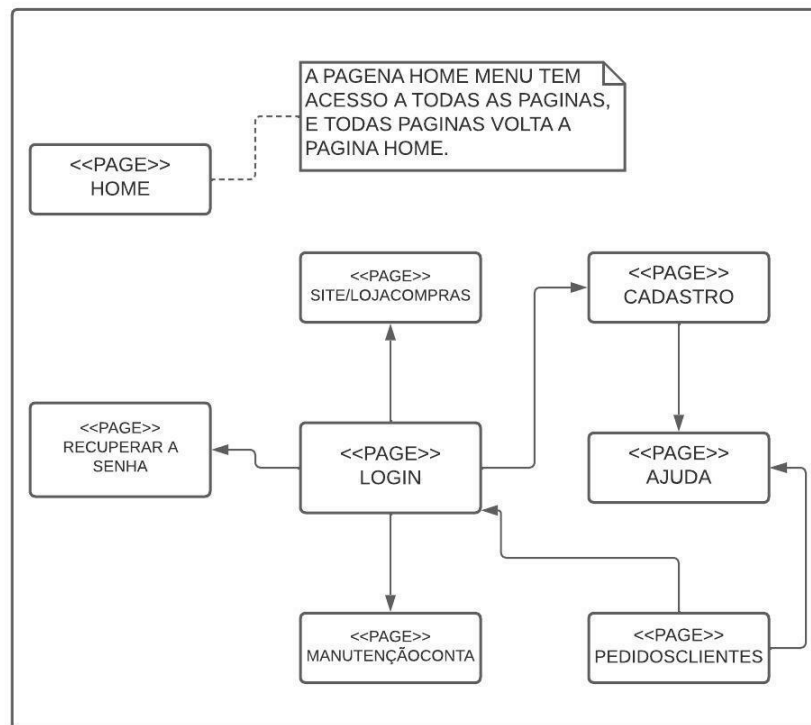 A PAGENA HOME MENU TEM
ACESSO A TODAS AS PAGINAS,
E TODAS PAGINAS VOLTA A
PAGINA HOME.
<<PAGE>>
HOME
<<PAGE>>
SITE/LOJACOMPRAS
<<PAGE>>
CADASTRO
<<PAGE>>
RECUPERAR A
SENHA
<<PAGE>>
LOGIN
<<PAGE>>
AJUDA
<<PAGE>>
MANUTENÇÃOCONTA
<<PAGE>>
PEDIDOSCLIENTES